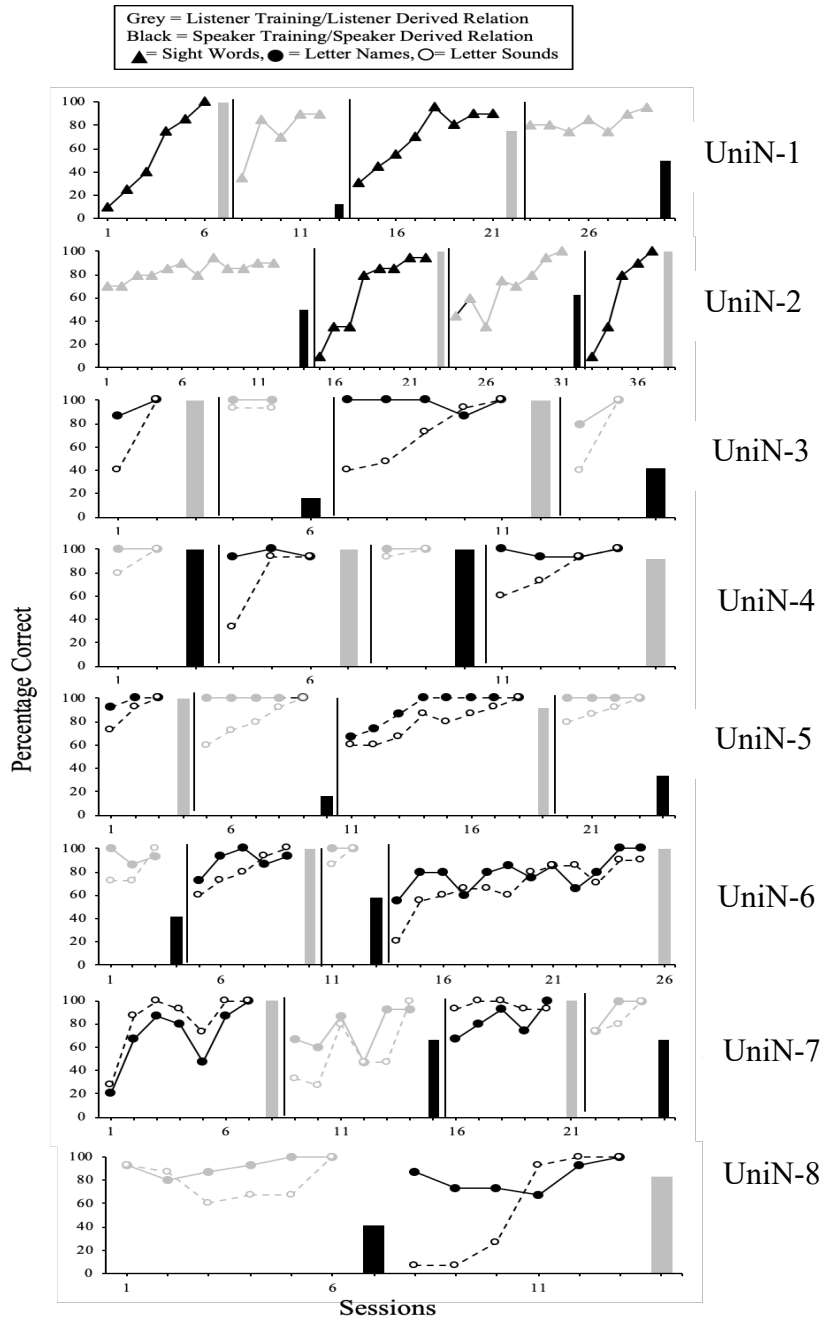 Grey = Listener Training/Listener Derived Relation
Black = Speaker Training/Speaker Derived Relation
▲= Sight Words, ●= Letter Names, O= Letter Sounds
Percentage Correct
100
80
60
40
20
0
1 6 11 16 21 26
UniN-1
100
80
60
40
20
0
1 6 11 16 21 26 31 36
UniN-2
100
80
60
40
20
0
1 6 11
UniN-3
100
80
60
40
20
0
1 6 11
UniN-4
100
80
60
40
20
0
1 6 11 16 21
UniN-5
100
80
60
40
20
0
1 6 11 16 21 26
UniN-6
100
80
60
40
20
0
1 6 11 16 21
UniN-7
100
80
60
40
20
0
1 6 11
UniN-8
Sessions